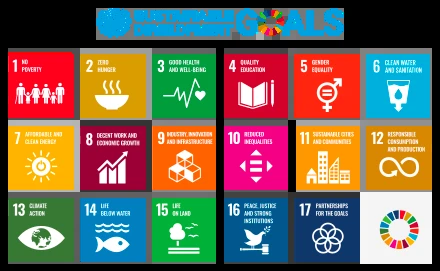 SUSTAINABLE
DEVELOPMENT
GOALS
1 NO
POVERTY
2 ZERO
HUNGER
3 GOOD HEALTH
AND WELL-BEING
4 QUALITY
EDUCATION
5 GENDER
EQUALITY
6 CLEAN WATER
AND SANITATION
7 AFFORDABLE AND
CLEAN ENERGY
8 DECENT WORK AND
ECONOMIC GROWTH
9 INDUSTRY, INNOVATION
AND INFRASTRUCTURE
10 REDUCED
INEQUALITIES
11 SUSTAINABLE CITIES
AND COMMUNITIES
12 RESPONSIBLE
CONSUMPTION
AND PRODUCTION
13 CLIMATE
ACTION
14 LIFE
BELOW WATER
15 LIFE
ON LAND
16 PEACE, JUSTICE
AND STRONG
INSTITUTIONS
17 PARTNERSHIPS
FOR THE GOALS